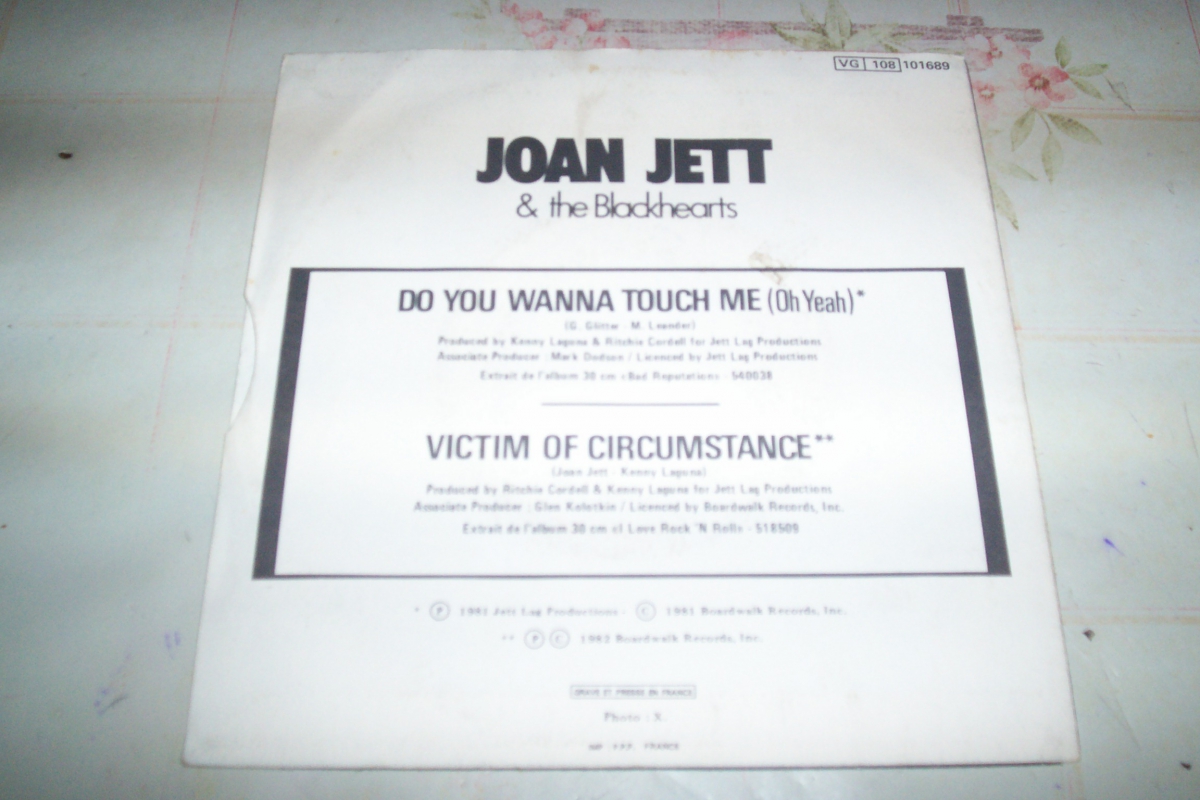 VG 108 101689
JOAN JETT
& the Blackhearts
DO YOU WANNA TOUCH ME (Oh Yeah)*
(G. Glitter - M. Leander)
Produced by Kenny Laguna & Ritchie Cordell for Jett Lag Productions
Associate Producer : Mark Dodson / Licenced by Jett Lag Productions
Extrait de l'album 30 cm «Bad Reputation» - 540038
VICTIM OF CIRCUMSTANCE**
(Joan Jett - Kenny Laguna)
Produced by Ritchie Cordell & Kenny Laguna for Jett Lag Productions
Associate Producer : Glen Kolotkin / Licenced by Boardwalk Records, Inc.
Extrait de l'album 30 cm «I Love Rock 'N Roll» - 518509
* Ⓟ 1981 Jett Lag Productions - © 1981 Boardwalk Records, Inc.
** Ⓟ © 1982 Boardwalk Records, Inc.
GRAVE ET PRESSE EN FRANCE
Photo : X.
IMP. FRANCE